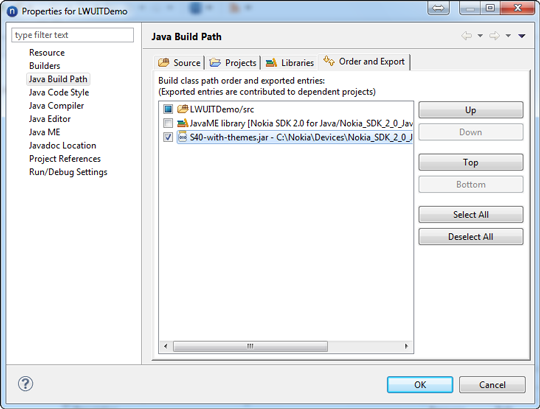 Properties for LWUITDemo
type filter text
Resource
Builders
Java Build Path
Java Code Style
Java Compiler
Java Editor
Java ME
Javadoc Location
Project References
Run/Debug Settings
Java Build Path
Source
Projects
Libraries
Order and Export
Build class path order and exported entries:
(Exported entries are contributed to dependent projects)
LWUITDemo/src
JavaME library [Nokia SDK 2.0 for Java/Nokia_SDK_2_0_Jav
S40-with-themes.jar - C:\Nokia\Devices\Nokia_SDK_2_0_J
Up
Down
Top
Bottom
Select All
Deselect All
OK
Cancel